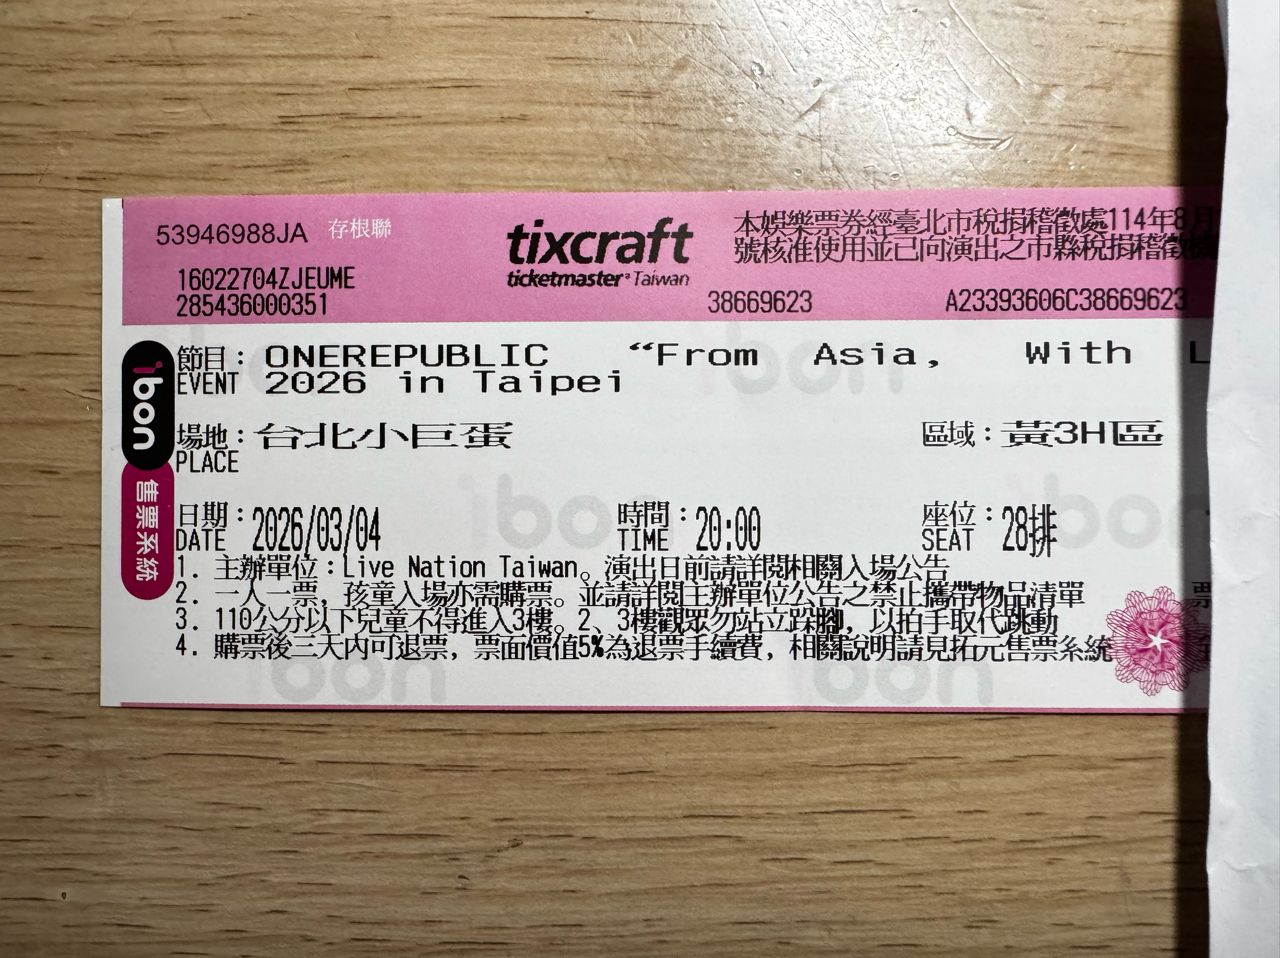 53946988JA 存根聯
16022704ZJEUME
285436000351
tixcraft
ticketmaster Taiwan
本娛樂票券經臺北市稅捐稽徵處114年8月
號核准使用並已向演出之市縣稅捐稽徵機
38669623 A23393606C38669623
ibon
售票系統
節目: ONEREPUBLIC “From Asia, With L
EVENT 2026 in Taipei
場地: 台北小巨蛋 區域: 黃3H區
PLACE
日期: 2026/03/04 時間: 20:00 座位: 28排
DATE TIME SEAT
1. 主辦單位:Live Nation Taiwan。演出日前請詳閱相關入場公告
2. 一人一票, 孩童入場亦需購票。並請詳閱主辦單位公告之禁止攜帶物品清單
3. 110公分以下兒童不得進入3樓。2、3樓觀眾勿站立跺腳, 以拍手取代跳動
4. 購票後三天內可退票, 票面價值5%為退票手續費, 相關說明請見拓元售票系統
ibon
ibon
ibon
ibon
ibon